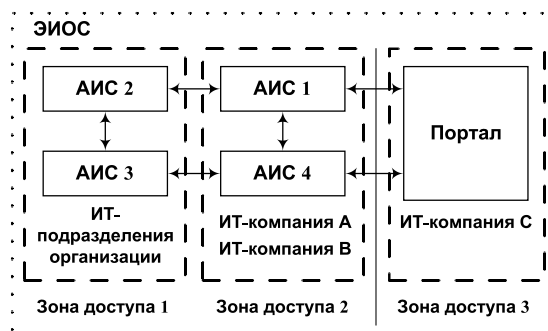 ЭИОС
АИС 2
АИС 1
Портал
АИС 3
АИС 4
ИТ-
подразделения
организации
ИТ-компания А
ИТ-компания В
ИТ-компания С
Зона доступа 1
Зона доступа 2
Зона доступа 3